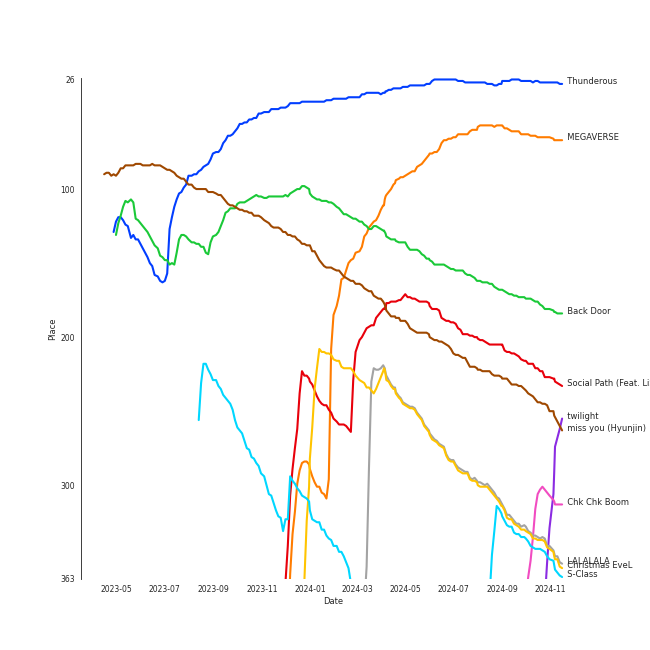 26
100
200
300
363
Place
2023-05 2023-07 2023-09 2023-11 2024-01 2024-03 2024-05 2024-07 2024-09 2024-11
Date
Thunderous
MEGAVERSE
Back Door
Social Path (Feat. Li
twilight
miss you (Hyunjin)
Chk Chk Boom
LALALALA
Christmas EveL
S-Class